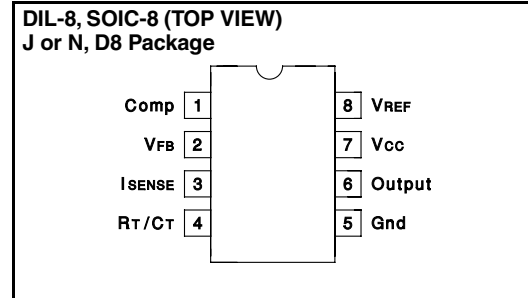 DIL-8, SOIC-8 (TOP VIEW)
J or N, D8 Package
Comp 1 8 VREF
VFB 2 7 VCC
ISENSE 3 6 Output
RT/CT 4 5 Gnd